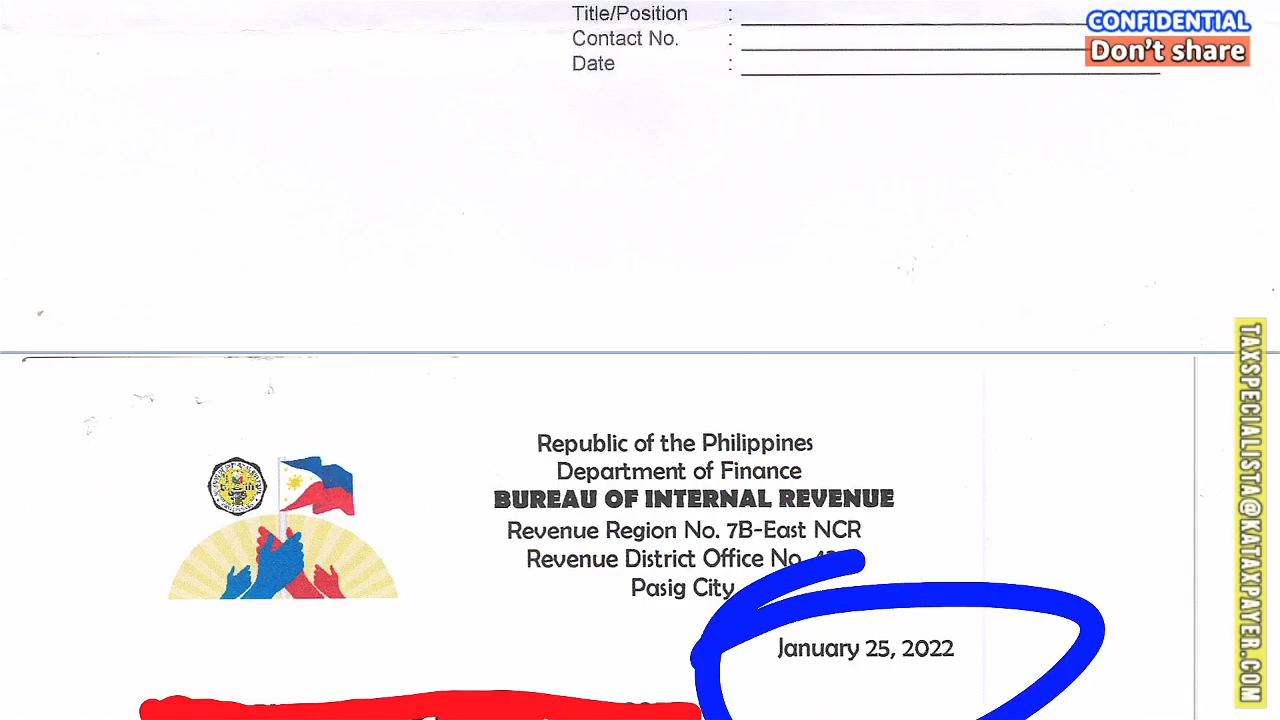 Title/Position :
Contact No. :
Date :
CONFIDENTIAL
Don't share
Republic of the Philippines
Department of Finance
BUREAU OF INTERNAL REVENUE
Revenue Region No. 7B-East NCR
Revenue District Office No.
Pasig City
January 25, 2022
TAXSPECIALISTA@KATAXPAYER.COM